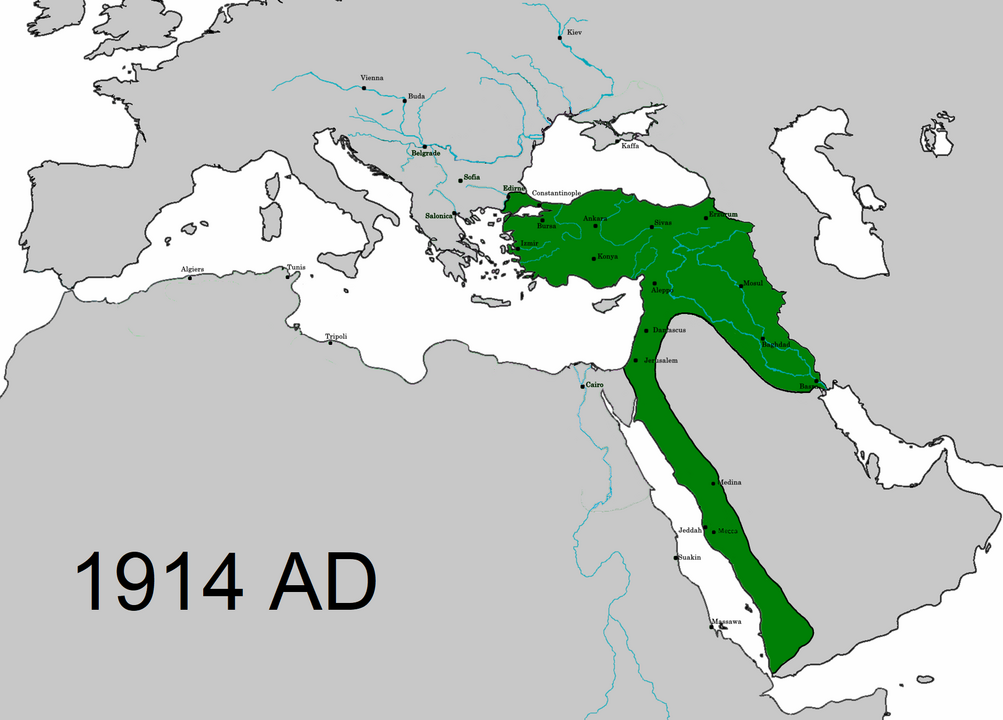 Kiev
Vienna
Buda
Kaffa
Belgrade
Sofia
Edirne
Constantinople
Salonica
Bursa
Ankara
Sivas
Erzurum
Izmir
Konya
Algiers
Tunis
Aleppo
Mosul
Tripoli
Damascus
Baghdad
Jerusalem
Cairo
Basra
Medina
Jeddah
Mecca
Suakin
1914 AD
Massawa